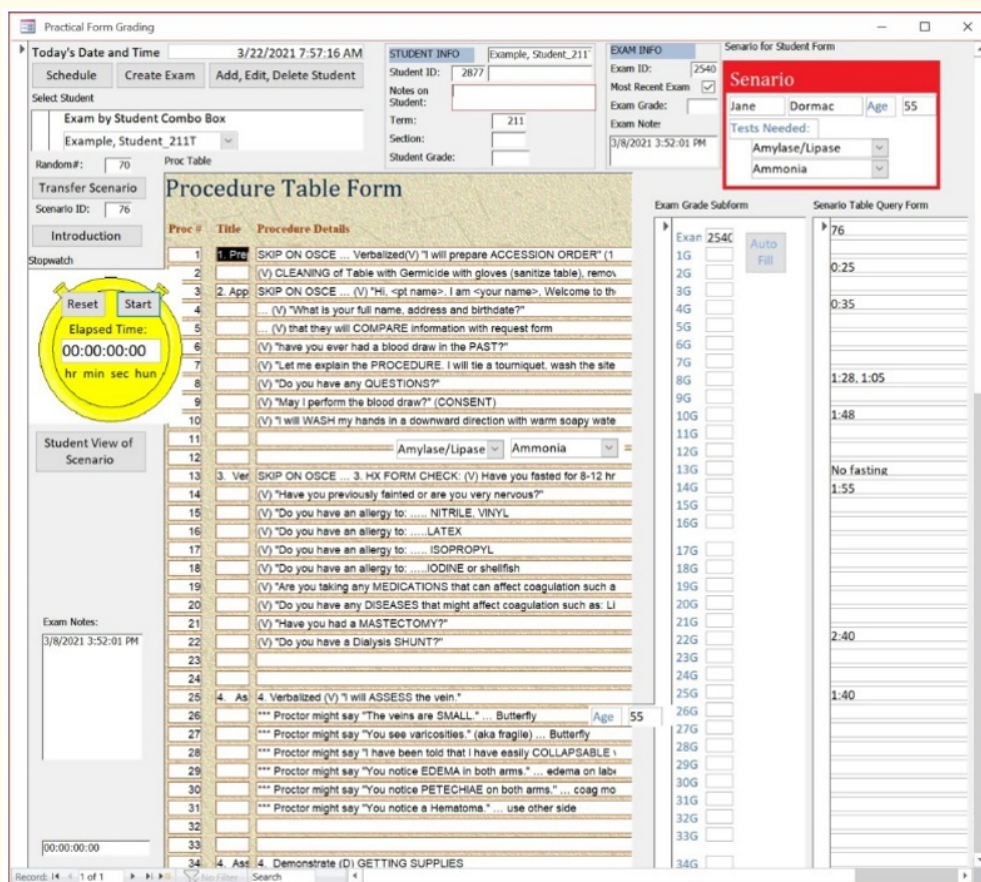 Practical Form Grading
Today's Date and Time 3/22/2021 7:57:16 AM
Schedule Create Exam Add, Edit, Delete Student
Select Student
Exam by Student Combo Box
Example, Student_211T
Random#: 70
Transfer Scenario
Scenario ID: 76
Introduction
Stopwatch
Reset Start
Elapsed Time:
00:00:00:00
hr min sec hun
Student View of
Scenario
Exam Notes:
3/8/2021 3:52:01 PM
00:00:00:00
STUDENT INFO Example, Student_211
Student ID: 2877
Notes on
Student:
Term: 211
Section:
Student Grade:
EXAM INFO
Exam ID: 2540
Most Recent Exam
Exam Grade:
Exam Note:
3/8/2021 3:52:01 PM
Senario for Student Form
Senario
Jane Dormac Age 55
Tests Needed:
Amylase/Lipase
Ammonia
Proc Table
Procedure Table Form
Proc # Title Procedure Details
1 1. Pre SKIP ON OSCE ... Verbalized(V) "I will prepare ACCESSION ORDER" (1
2 (V) CLEANING of Table with Germicide with gloves (sanitize table), remov
3 2. App SKIP ON OSCE ... (V) "Hi, <pt name>. I am <your name>, Welcome to th
4 ... (V) "What is your full name, address and birthdate?"
5 ... (V) that they will COMPARE information with request form
6 (V) "have you ever had a blood draw in the PAST?"
7 (V) "Let me explain the PROCEDURE. I will tie a tourniquet, wash the site
8 (V) "Do you have any QUESTIONS?"
9 (V) "May I perform the blood draw?" (CONSENT)
10 (V) "I will WASH my hands in a downward direction with warm soapy wate
11
Amylase/Lipase Ammonia =
12
13 3. Ver SKIP ON OSCE ... 3. HX FORM CHECK: (V) Have you fasted for 8-12 hr
14 (V) "Have you previously fainted or are you very nervous?"
15 (V) "Do you have an allergy to: ..... NITRILE, VINYL
16 (V) "Do you have an allergy to: .....LATEX
17 (V) "Do you have an allergy to: ..... ISOPROPYL
18 (V) "Do you have an allergy to: .....IODINE or shellfish
19 (V) "Are you taking any MEDICATIONS that can affect coagulation such a
20 (V) "Do you have any DISEASES that might affect coagulation such as: Li
21 (V) "Have you had a MASTECTOMY?"
22 (V) "Do you have a Dialysis SHUNT?"
23
24
25 4. As 4. Verbalized (V) "I will ASSESS the vein."
26 *** Proctor might say "The veins are SMALL." ... Butterfly Age 55
27 *** Proctor might say "You see varicosities." (aka fragile) ... Butterfly
28 *** Proctor might say "I have been told that I have easily COLLAPSABLE v
29 *** Proctor might say "You notice EDEMA in both arms." ... edema on labe
30 *** Proctor might say "You notice PETECHIAE on both arms." ... coag mo
31 *** Proctor might say "You notice a Hematoma." ... use other side
32
33
34 4. Ass 4. Demonstrate (D) GETTING SUPPLIES
Exam Grade Subform
Exan 2540
Auto
Fill
1G
2G
3G
4G
5G
6G
7G
8G
9G
10G
11G
12G
13G
14G
15G
16G
17G
18G
19G
20G
21G
22G
23G
24G
25G
26G
27G
28G
29G
30G
31G
32G
33G
34G
Senario Table Query Form
76
0:25
0:35
1:28, 1:05
1:48
No fasting
1:55
2:40
1:40
Record: 1 of 1 No Filter Search